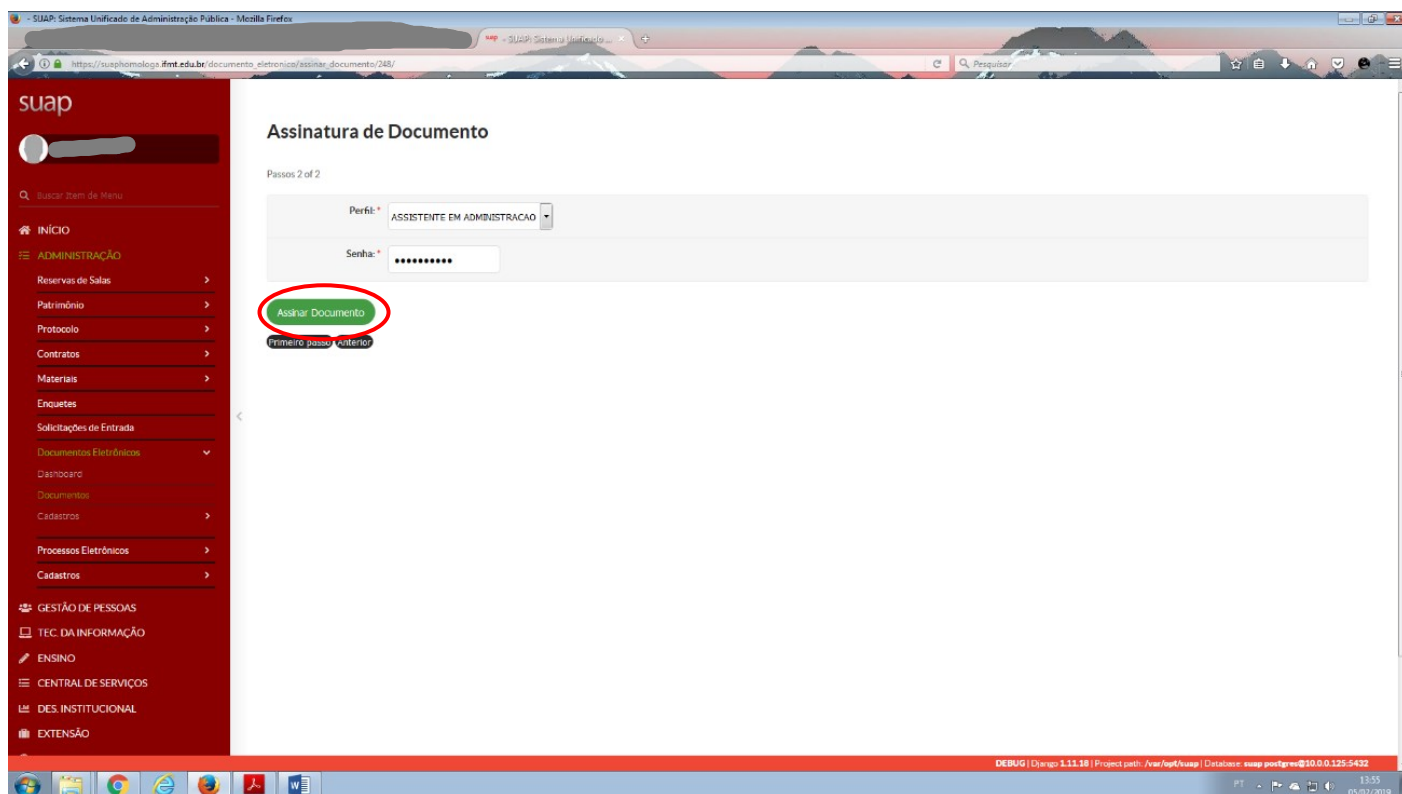 - SUAP: Sistema Unificado de Administração Pública - Mozilla Firefox
suap - SUAP: Sistema Unificado ...
https://suaphomologa.ifmt.edu.br/documento_eletronico/assinar_documento/248/
Pesquisar
suap
Buscar Item de Menu
INÍCIO
ADMINISTRAÇÃO
Reservas de Salas
Patrimônio
Protocolo
Contratos
Materiais
Enquetes
Solicitações de Entrada
Documentos Eletrônicos
Dashboard
Documentos
Cadastros
Processos Eletrônicos
Cadastros
GESTÃO DE PESSOAS
TEC. DA INFORMAÇÃO
ENSINO
CENTRAL DE SERVIÇOS
DES. INSTITUCIONAL
EXTENSÃO
Assinatura de Documento
Passos 2 of 2
Perfil: * ASSISTENTE EM ADMINISTRACAO
Senha: * ••••••••••
Assinar Documento
Primeiro passo Anterior
DEBUG | Django 1.11.18 | Project path: /var/opt/suap | Database: suap postgres@10.0.0.125:5432
PT
13:55
05/02/2019